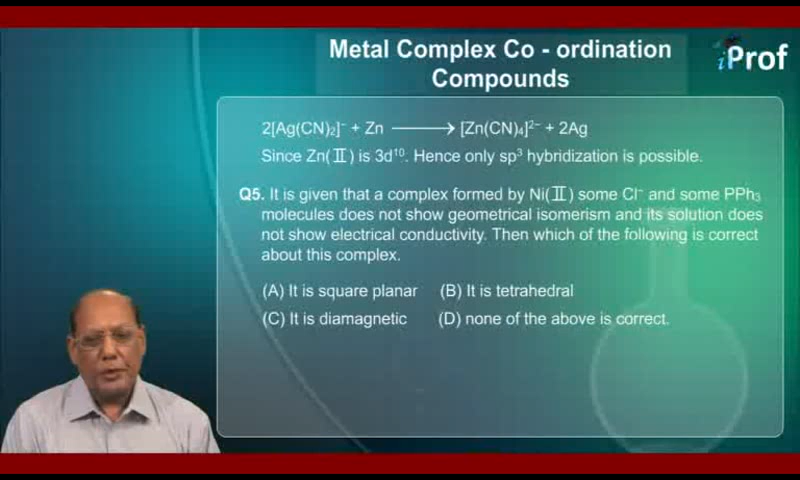 Metal Complex Co - ordination
Compounds
iProf
2[Ag(CN)₂]⁻ + Zn ⟶ [Zn(CN)₄]²⁻ + 2Ag
Since Zn(II) is 3d¹⁰. Hence only sp³ hybridization is possible.
Q5. It is given that a complex formed by Ni(II) some Cl⁻ and some PPh₃
molecules does not show geometrical isomerism and its solution does
not show electrical conductivity. Then which of the following is correct
about this complex.
(A) It is square planar (B) It is tetrahedral
(C) It is diamagnetic (D) none of the above is correct.